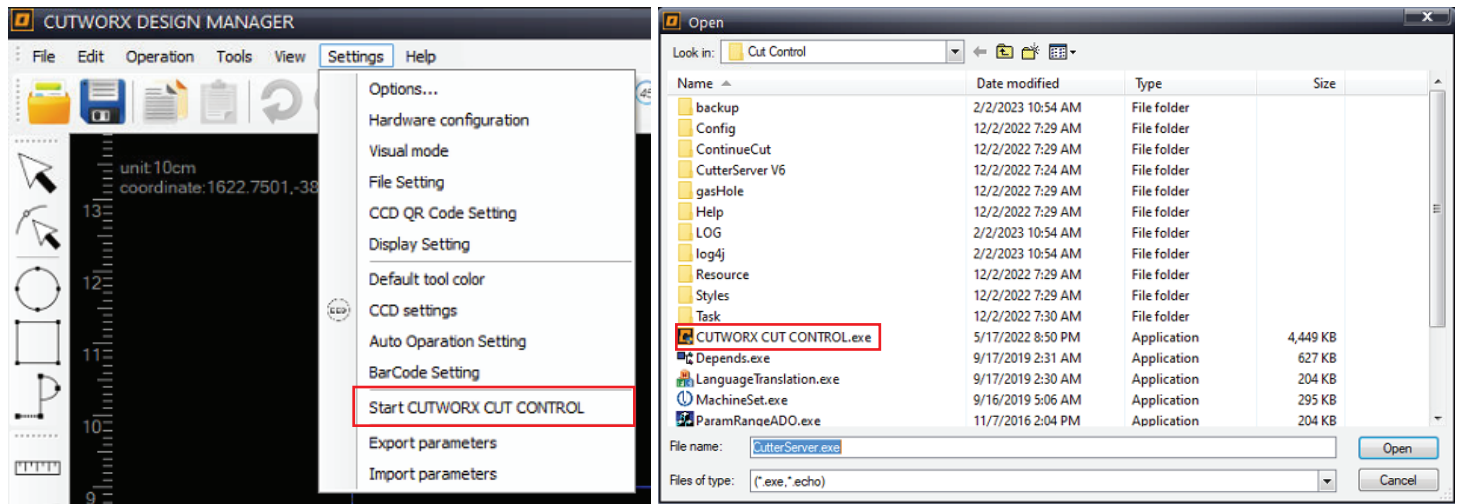 CUTWORX DESIGN MANAGER
File Edit Operation Tools View Settings Help
Options...
Hardware configuration
Visual mode
File Setting
CCD QR Code Setting
Display Setting
Default tool color
CCD settings
Auto Oparation Setting
BarCode Setting
Start CUTWORX CUT CONTROL
Export parameters
Import parameters
45
unit:10cm
coordinate:1622.7501,-38
13
12
11
10
9
Open
Look in: Cut Control
Name Date modified Type Size
backup 2/2/2023 10:54 AM File folder
Config 12/2/2022 7:29 AM File folder
ContinueCut 12/2/2022 7:29 AM File folder
CutterServer V6 12/2/2022 7:24 AM File folder
gasHole 12/2/2022 7:29 AM File folder
Help 12/2/2022 7:29 AM File folder
LOG 2/2/2023 10:54 AM File folder
log4j 2/2/2023 10:54 AM File folder
Resource 12/2/2022 7:29 AM File folder
Styles 12/2/2022 7:29 AM File folder
Task 12/2/2022 7:30 AM File folder
CUTWORX CUT CONTROL.exe 5/17/2022 8:50 PM Application 4,449 KB
Depends.exe 9/17/2019 2:31 AM Application 627 KB
LanguageTranslation.exe 9/17/2019 2:30 AM Application 204 KB
MachineSet.exe 9/16/2019 5:06 AM Application 295 KB
ParamRangeADO.exe 11/7/2016 2:04 PM Application 204 KB
File name: CutterServer.exe Open
Files of type: (*.exe,*.echo) Cancel